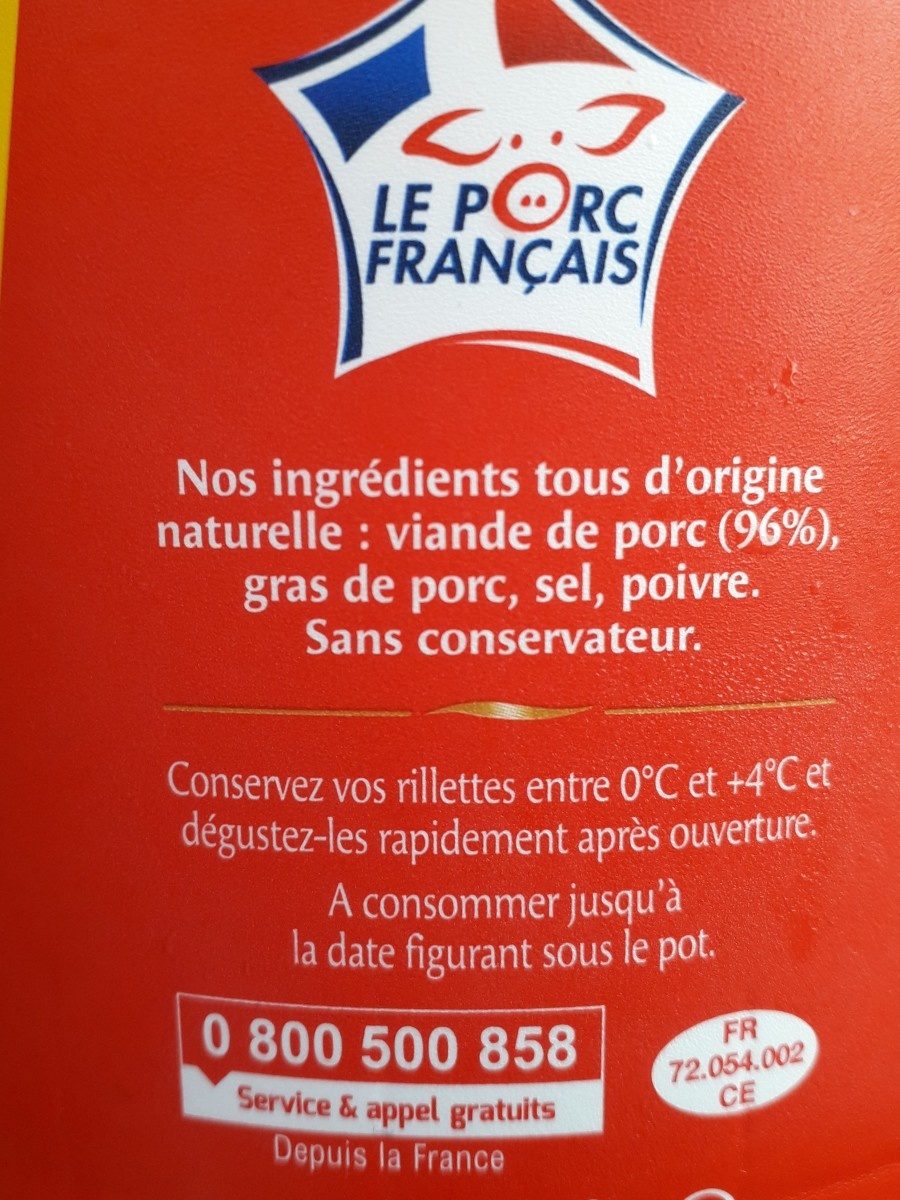 LE PORC
FRANÇAIS
Nos ingrédients tous d'origine
naturelle : viande de porc (96%),
gras de porc, sel, poivre.
Sans conservateur.
Conservez vos rillettes entre 0°C et +4°C et
dégustez-les rapidement après ouverture.
A consommer jusqu'à
la date figurant sous le pot.
0 800 500 858
Service & appel gratuits
Depuis la France
FR
72.054.002
CE